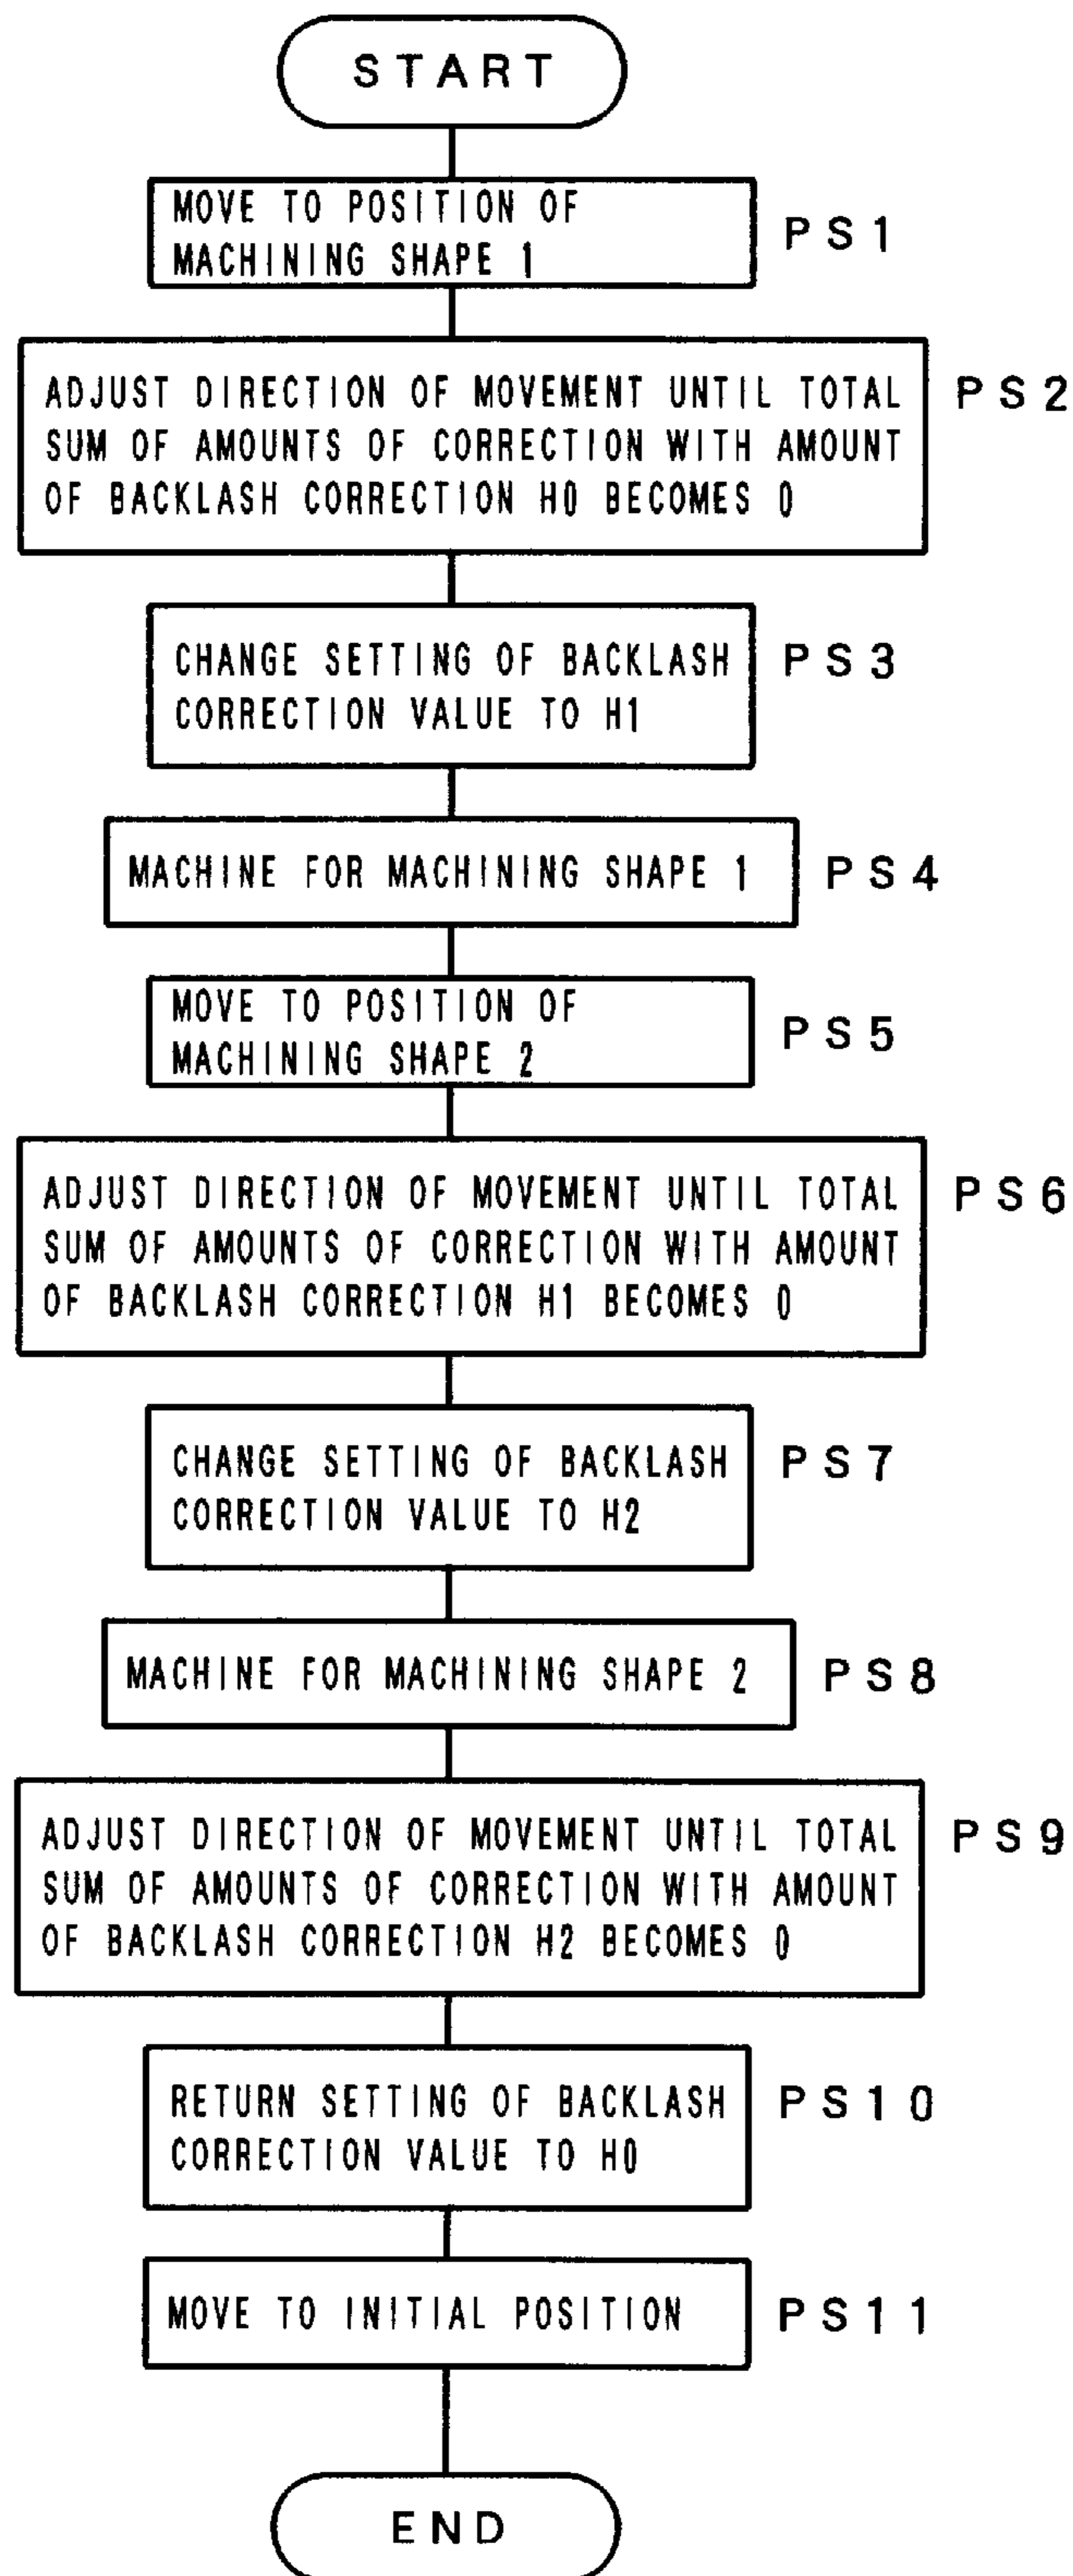 START
MOVE TO POSITION OF
MACHINING SHAPE 1
PS1
ADJUST DIRECTION OF MOVEMENT UNTIL TOTAL
SUM OF AMOUNTS OF CORRECTION WITH AMOUNT
OF BACKLASH CORRECTION H0 BECOMES 0
PS2
CHANGE SETTING OF BACKLASH
CORRECTION VALUE TO H1
PS3
MACHINE FOR MACHINING SHAPE 1
PS4
MOVE TO POSITION OF
MACHINING SHAPE 2
PS5
ADJUST DIRECTION OF MOVEMENT UNTIL TOTAL
SUM OF AMOUNTS OF CORRECTION WITH AMOUNT
OF BACKLASH CORRECTION H1 BECOMES 0
PS6
CHANGE SETTING OF BACKLASH
CORRECTION VALUE TO H2
PS7
MACHINE FOR MACHINING SHAPE 2
PS8
ADJUST DIRECTION OF MOVEMENT UNTIL TOTAL
SUM OF AMOUNTS OF CORRECTION WITH AMOUNT
OF BACKLASH CORRECTION H2 BECOMES 0
PS9
RETURN SETTING OF BACKLASH
CORRECTION VALUE TO H0
PS10
MOVE TO INITIAL POSITION
PS11
END